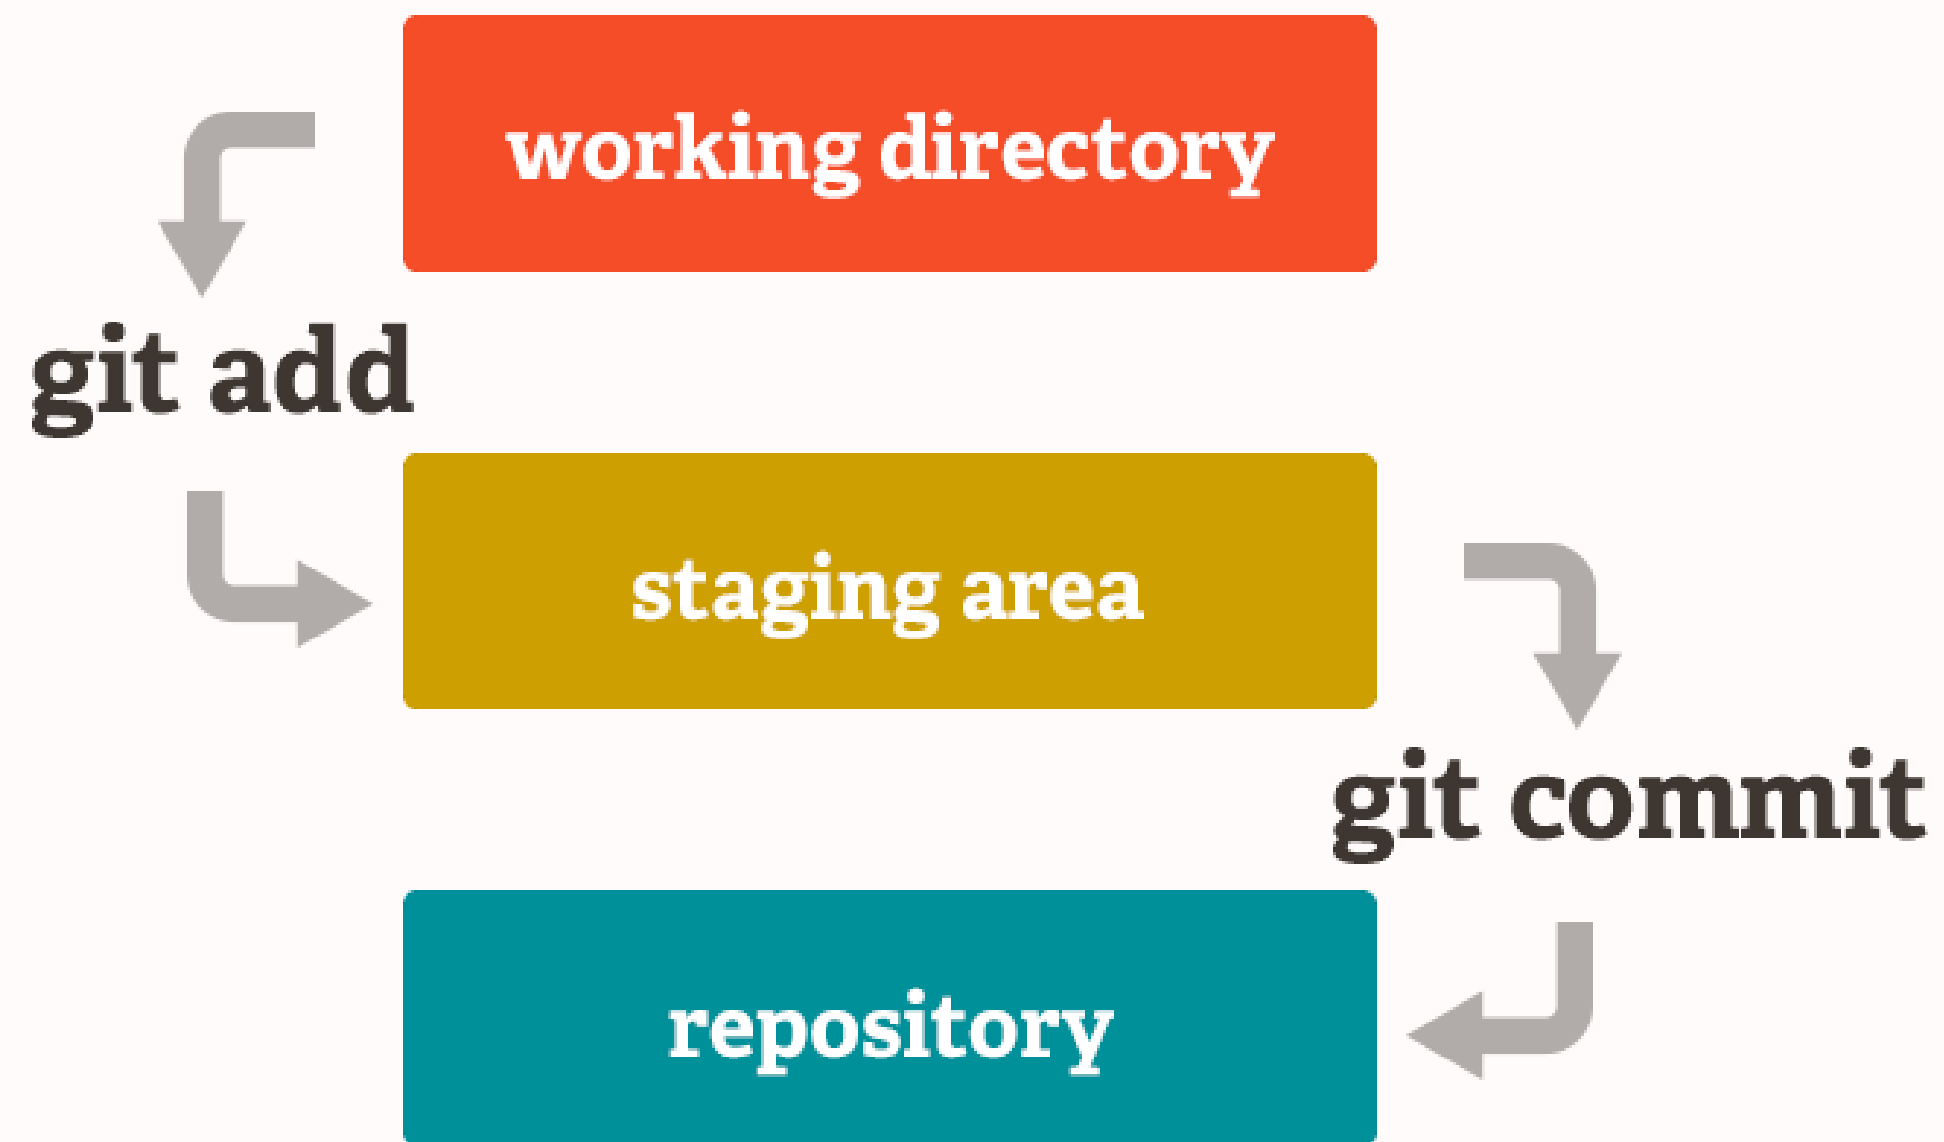 working directory
git add
staging area
git commit
repository